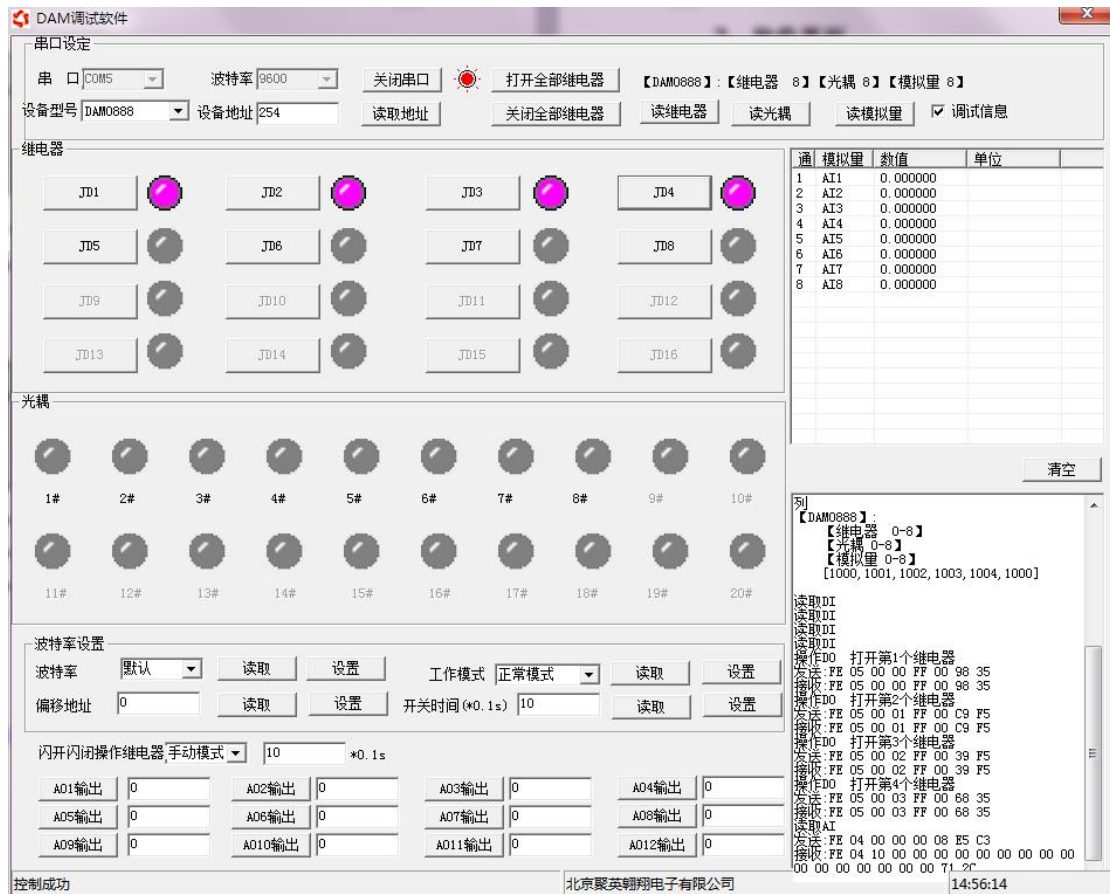 DAM调试软件
串口设定
串 口 COM5 波特率 9600 关闭串口 打开全部继电器 【DAM0888】:【继电器 8】【光耦 8】【模拟量 8】
设备型号 DAM0888 设备地址 254 读取地址 关闭全部继电器 读继电器 读光耦 读模拟量 调试信息
继电器
JD1 JD2 JD3 JD4
JD5 JD6 JD7 JD8
JD9 JD10 JD11 JD12
JD13 JD14 JD15 JD16
通 模拟量 数值 单位
1 AI1 0.000000
2 AI2 0.000000
3 AI3 0.000000
4 AI4 0.000000
5 AI5 0.000000
6 AI6 0.000000
7 AI7 0.000000
8 AI8 0.000000
光耦
1# 2# 3# 4# 5# 6# 7# 8# 9# 10#
11# 12# 13# 14# 15# 16# 17# 18# 19# 20#
清空
列
【DAM0888】:
【继电器 0-8】
【光耦 0-8】
【模拟量 0-8】
[1000,1001,1002,1003,1004,1000]
读取DI
读取DI
读取DI
读取DI
操作DO 打开第1个继电器
发送:FE 05 00 00 FF 00 98 35
接收:FE 05 00 00 FF 00 98 35
操作DO 打开第2个继电器
发送:FE 05 00 01 FF 00 C9 F5
接收:FE 05 00 01 FF 00 C9 F5
操作DO 打开第3个继电器
发送:FE 05 00 02 FF 00 39 F5
接收:FE 05 00 02 FF 00 39 F5
操作DO 打开第4个继电器
发送:FE 05 00 03 FF 00 68 35
接收:FE 05 00 03 FF 00 68 35
读取AI
发送:FE 04 00 00 00 08 E5 C3
接收:FE 04 10 00 00 00 00 00 00 00 00 00
00 00 00 00 00 00 00 71 2C
波特率设置
波特率 默认 读取 设置 工作模式 正常模式 读取 设置
偏移地址 0 读取 设置 开关时间(*0.1s) 10 读取 设置
闪开闪闭操作继电器 手动模式 10 *0.1s
AO1输出 0 AO2输出 0 AO3输出 0 AO4输出 0
AO5输出 0 AO6输出 0 AO7输出 0 AO8输出 0
AO9输出 0 AO10输出 0 AO11输出 0 AO12输出 0
控制成功 北京聚英翱翔电子有限公司 14:56:14